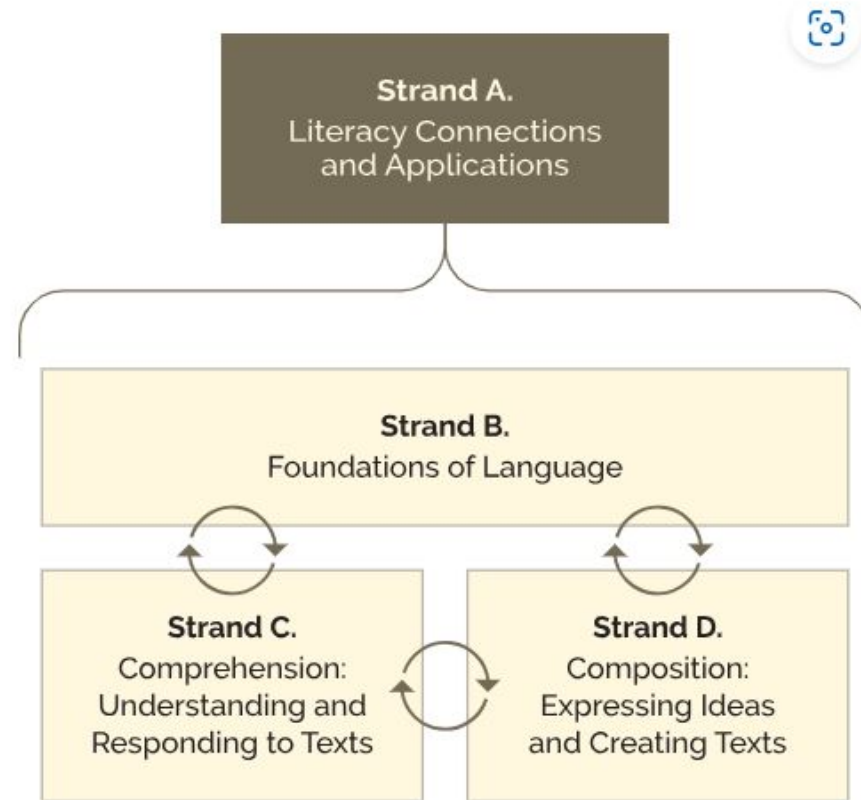 Strand A.
Literacy Connections
and Applications
Strand B.
Foundations of Language
Strand C.
Comprehension:
Understanding and
Responding to Texts
Strand D.
Composition:
Expressing Ideas
and Creating Texts